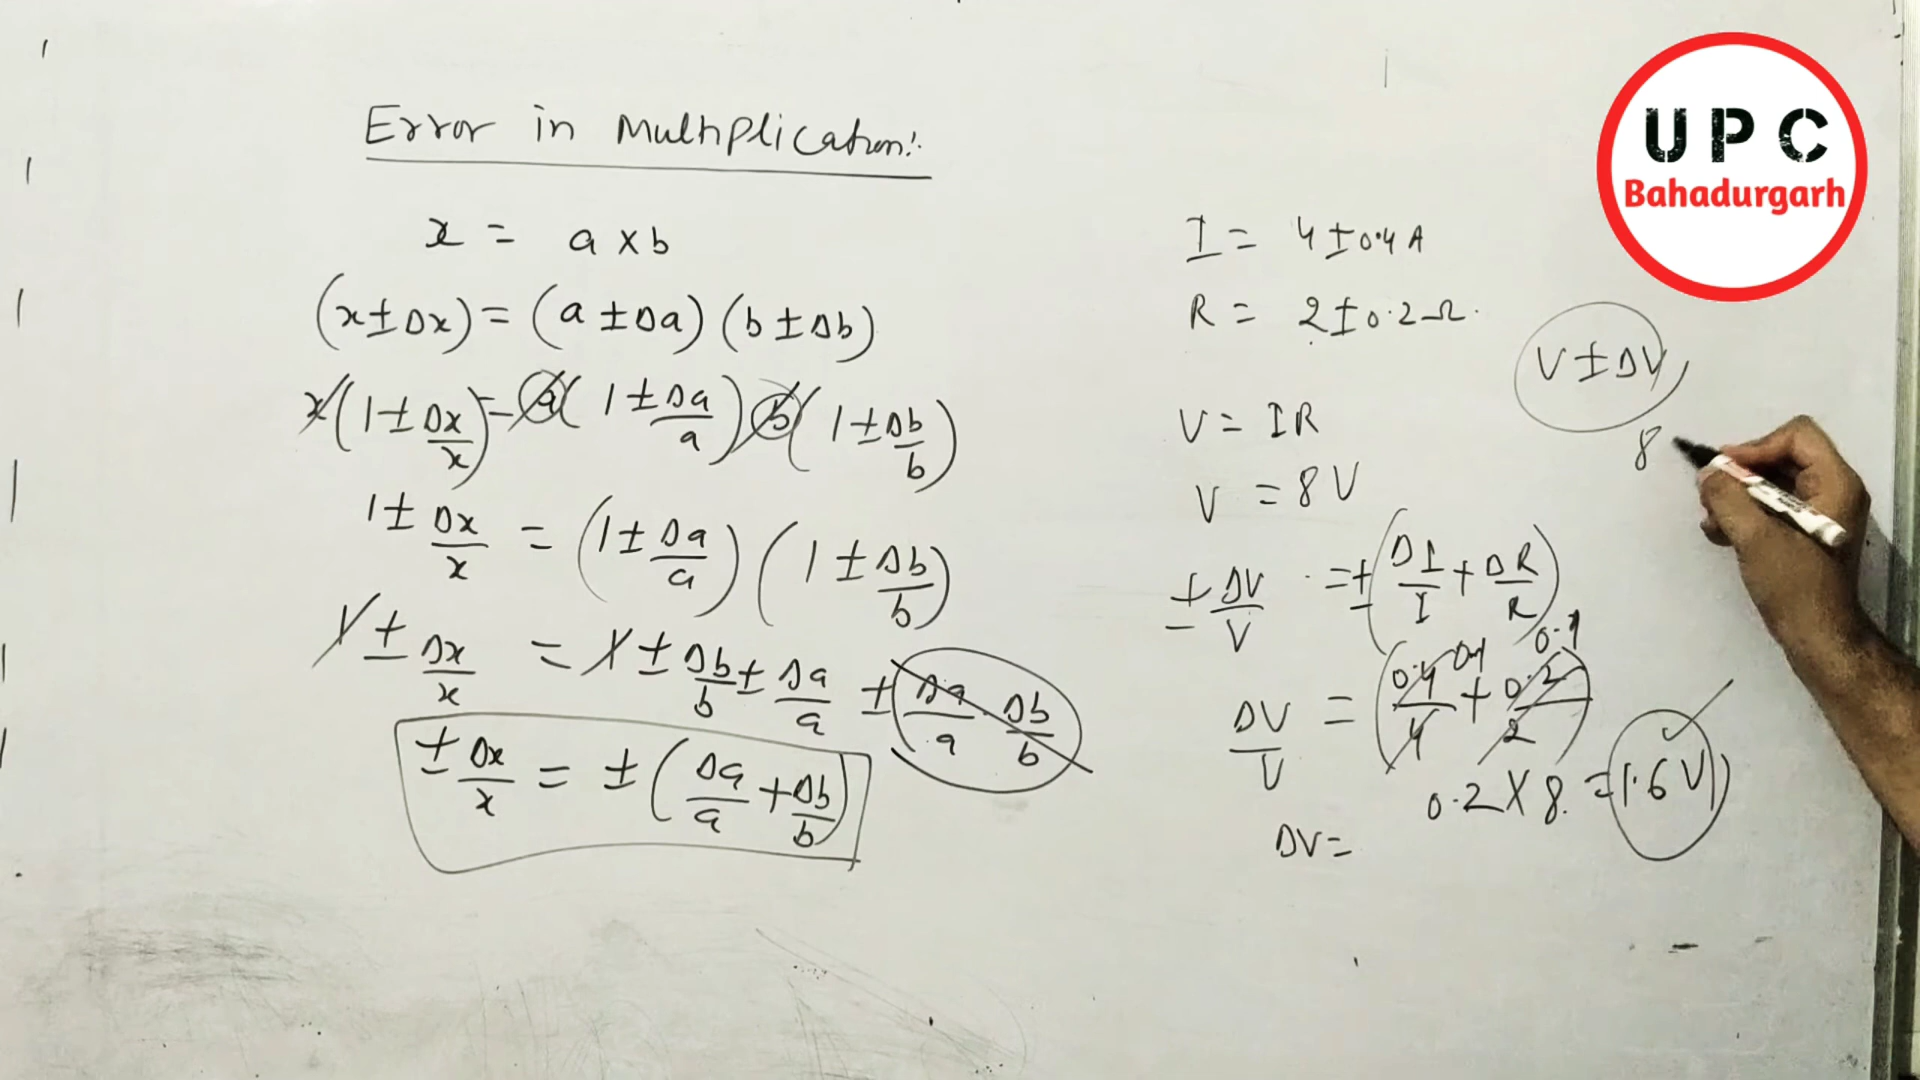 Error in Multiplication:
x = a × b
(x ± Δx) = (a ± Δa) (b ± Δb)
x(1 ± Δx/x) = a(1 ± Δa/a) b(1 ± Δb/b)
1 ± Δx/x = (1 ± Δa/a) (1 ± Δb/b)
1 ± Δx/x = 1 ± Δb/b ± Δa/a ± Δa/a . Δb/b
± Δx/x = ± (Δa/a + Δb/b)
I = 4 ± 0.4 A
R = 2 ± 0.2 Ω.
V ± ΔV
8
V = IR
V = 8 V
± ΔV/V = ± (ΔI/I + ΔR/R)
0.1 0.1
ΔV/V = (0.4/4 + 0.2/2)
0.2 X 8. = 1.6 V
ΔV =
UPC
Bahadurgarh